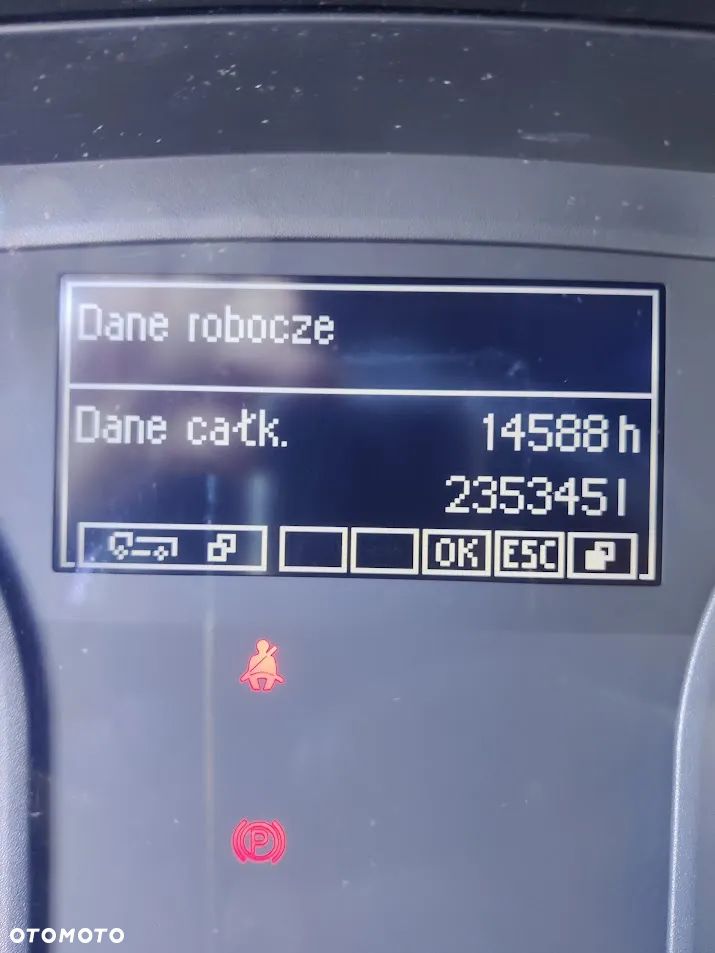 Dane robocze
Dane całk. 14588 h
235345 l
OK ESC
P
OTOMOTO